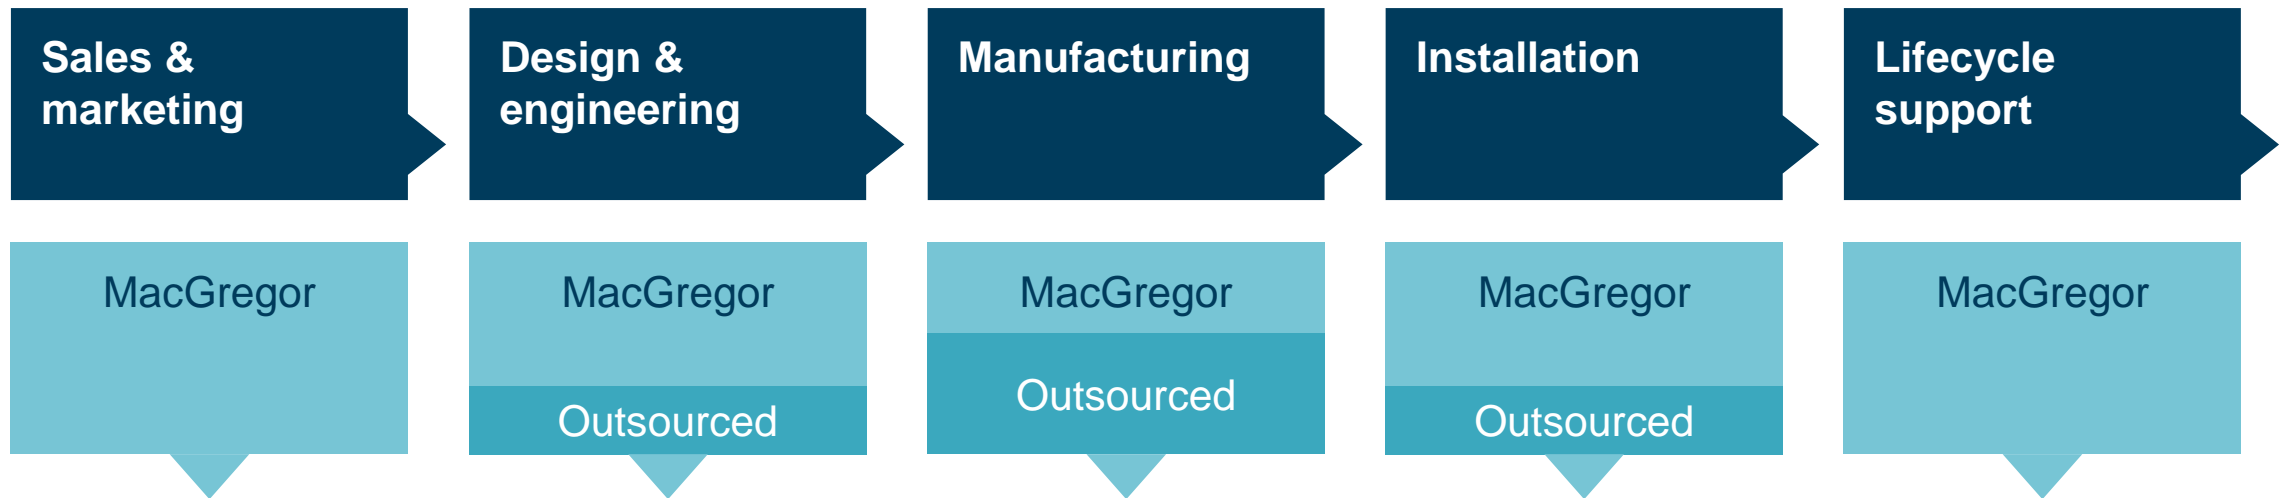 Sales &
marketing
Design &
engineering
Manufacturing
Installation
Lifecycle
support
MacGregor
MacGregor
Outsourced
MacGregor
Outsourced
MacGregor
Outsourced
MacGregor